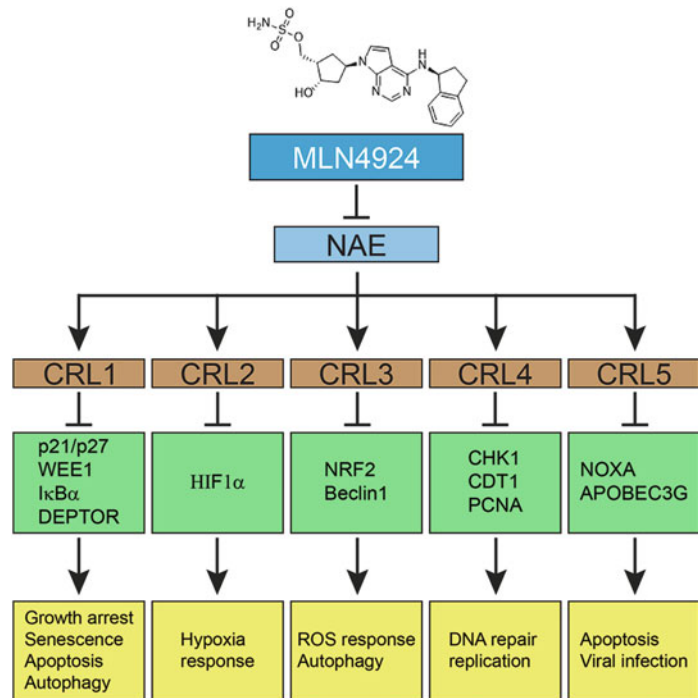 H₂N
O
S
O
O
HO
N
N
N
HN
MLN4924
NAE
CRL1
CRL2
CRL3
CRL4
CRL5
p21/p27
WEE1
IκBα
DEPTOR
HIF1α
NRF2
Beclin1
CHK1
CDT1
PCNA
NOXA
APOBEC3G
Growth arrest
Senescence
Apoptosis
Autophagy
Hypoxia
response
ROS response
Autophagy
DNA repair
replication
Apoptosis
Viral infection